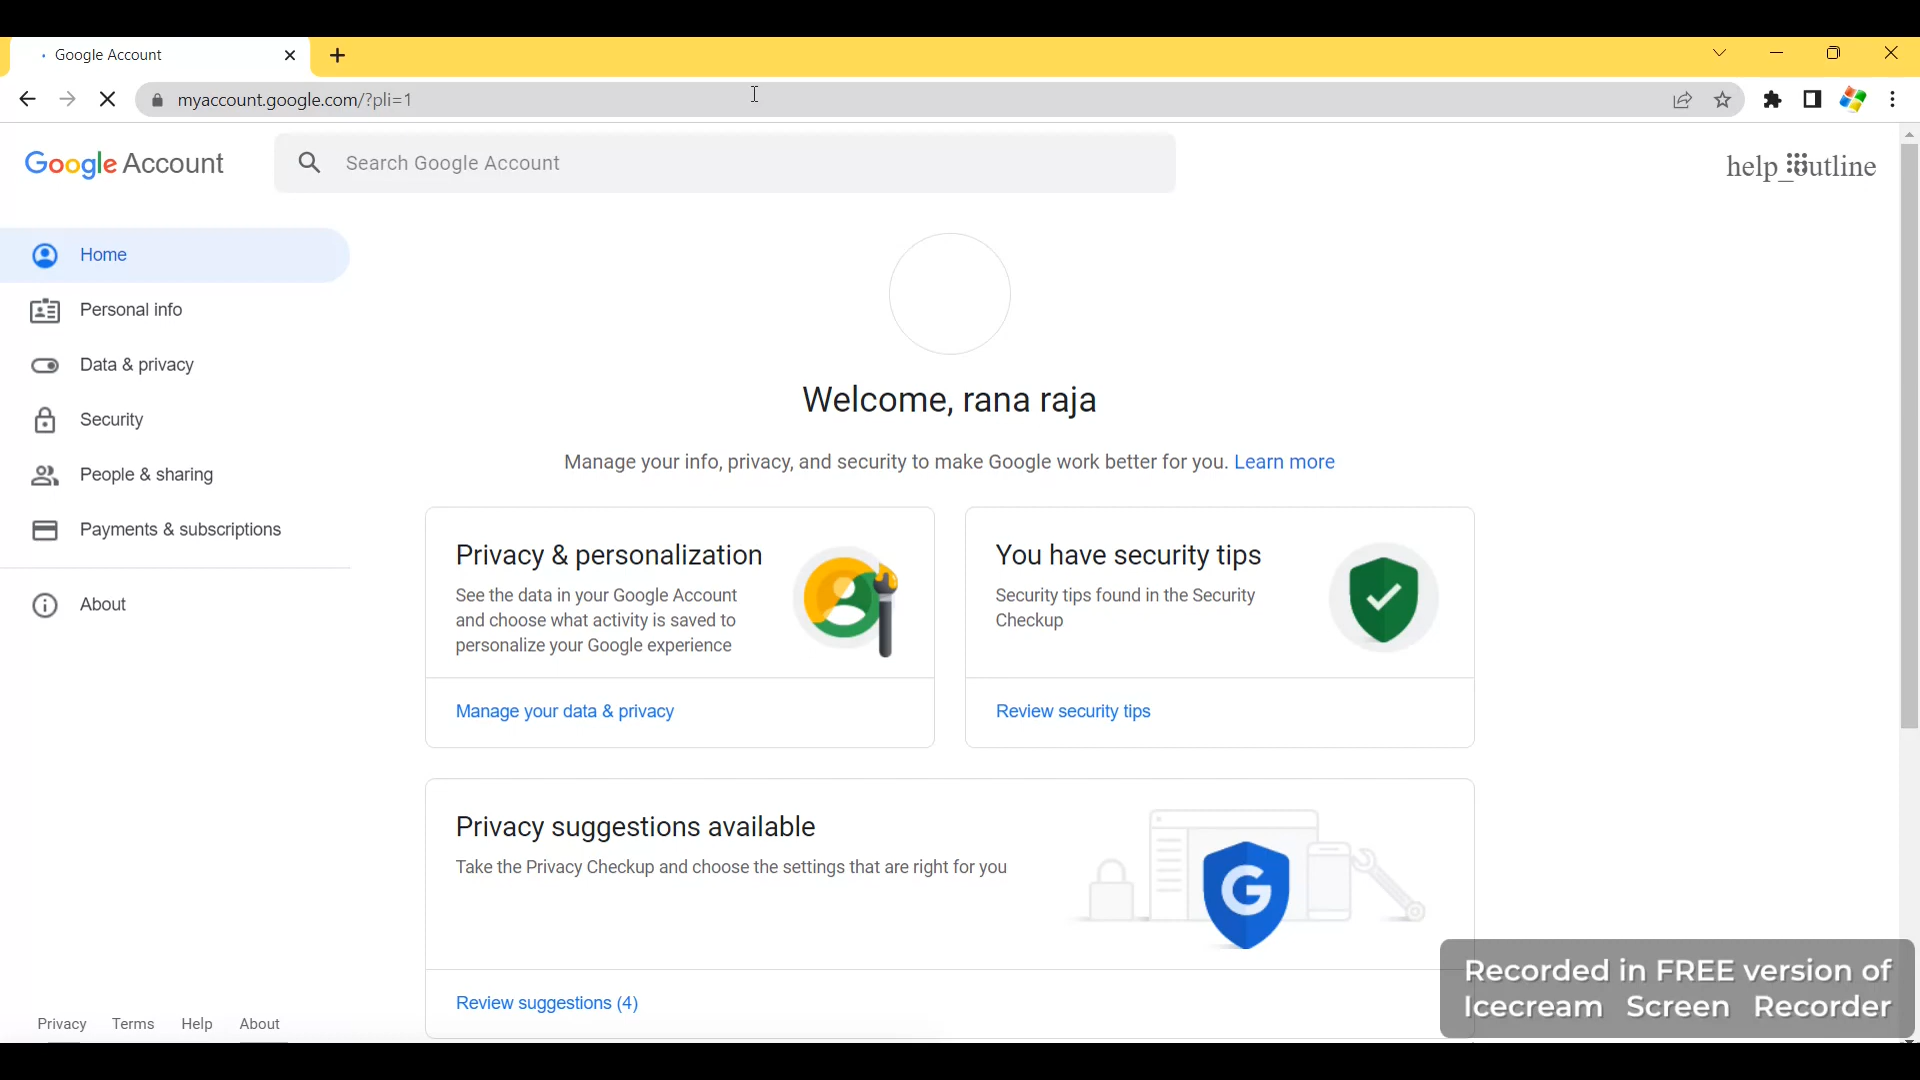 Google Account
myaccount.google.com/?pli=1
Google Account
Search Google Account
help_outline
Home
Personal info
Data & privacy
Security
People & sharing
Payments & subscriptions
About
Welcome, rana raja
Manage your info, privacy, and security to make Google work better for you. Learn more
Privacy & personalization
See the data in your Google Account
and choose what activity is saved to
personalize your Google experience
Manage your data & privacy
You have security tips
Security tips found in the Security
Checkup
Review security tips
Privacy suggestions available
Take the Privacy Checkup and choose the settings that are right for you
G
Review suggestions (4)
Privacy Terms Help About
Recorded in FREE version of
Icecream Screen Recorder